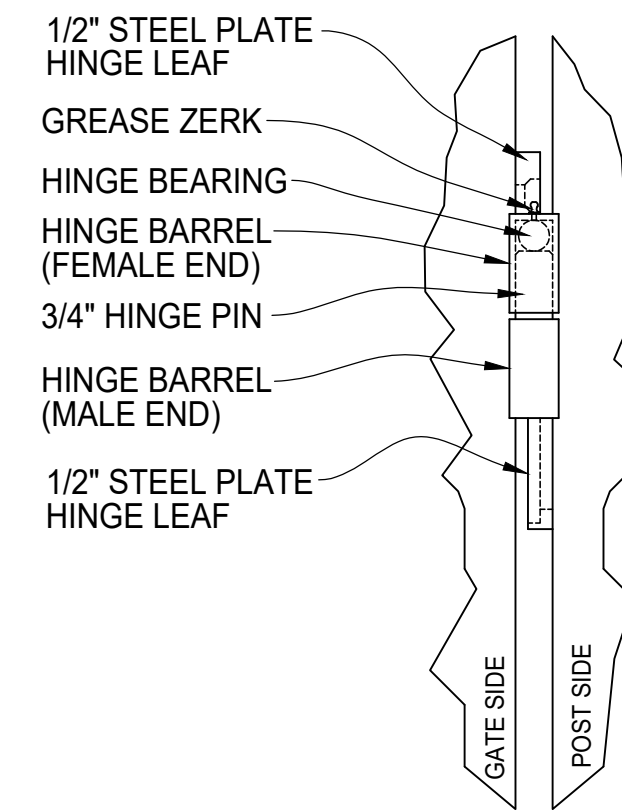 1/2" STEEL PLATE
HINGE LEAF
GREASE ZERK
HINGE BEARING
HINGE BARREL
(FEMALE END)
3/4" HINGE PIN
HINGE BARREL
(MALE END)
1/2" STEEL PLATE
HINGE LEAF
GATE SIDE
POST SIDE